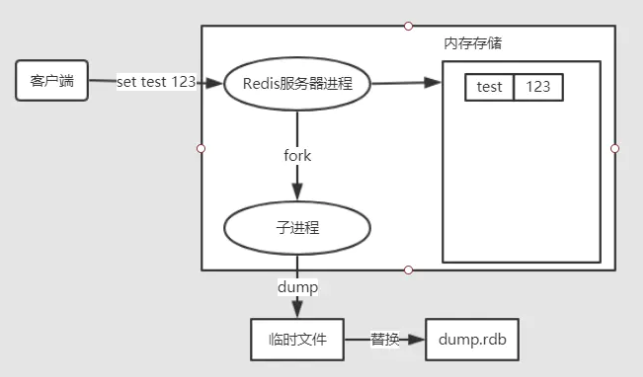 内存存储
客户端
set test 123
Redis服务器进程
test
123
fork
子进程
dump
临时文件
替换
dump.rdb